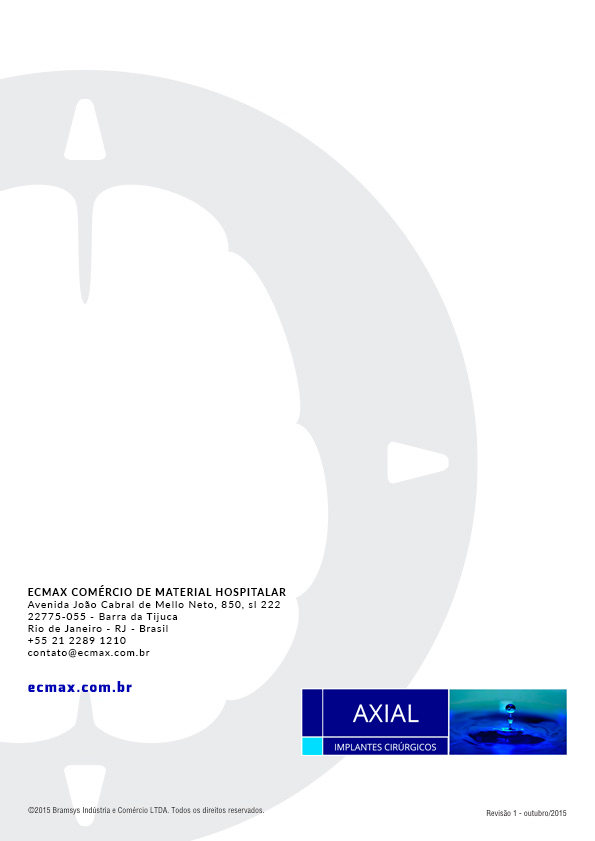 ECMAX COMÉRCIO DE MATERIAL HOSPITALAR
Avenida João Cabral de Mello Neto, 850, sl 222
22775-055 - Barra da Tijuca
Rio de Janeiro - RJ - Brasil
+55 21 2289 1210
contato@ecmax.com.br
ecmax.com.br
AXIAL
IMPLANTES CIRÚRGICOS
©2015 Bramsys Indústria e Comércio LTDA. Todos os direitos reservados.
Revisão 1 - outubro/2015